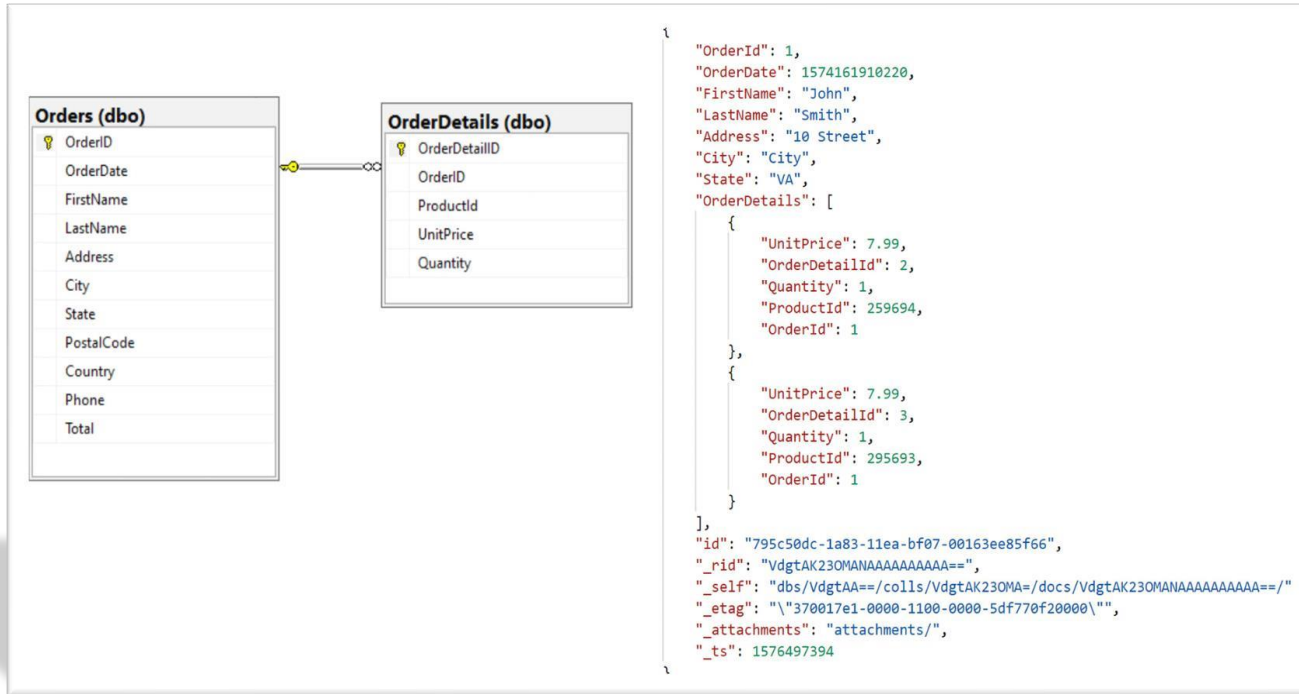 Orders (dbo)
OrderID
OrderDate
FirstName
LastName
Address
City
State
PostalCode
Country
Phone
Total
OrderDetails (dbo)
OrderDetailID
OrderID
ProductId
UnitPrice
Quantity
{
"OrderId": 1,
"OrderDate": 1574161910220,
"FirstName": "John",
"LastName": "Smith",
"Address": "10 Street",
"City": "City",
"State": "VA",
"OrderDetails": [
{
"UnitPrice": 7.99,
"OrderDetailId": 2,
"Quantity": 1,
"ProductId": 259694,
"OrderId": 1
},
{
"UnitPrice": 7.99,
"OrderDetailId": 3,
"Quantity": 1,
"ProductId": 295693,
"OrderId": 1
}
],
"id": "795c50dc-1a83-11ea-bf07-00163ee85f66",
"_rid": "VdgtAK23OMANAAAAAAAAAA==",
"_self": "dbs/VdgtAA==/colls/VdgtAK23OMA=/docs/VdgtAK23OMANAAAAAAAAAA==/"
"_etag": "\"370017e1-0000-1100-0000-5df770f20000\"",
"_attachments": "attachments/",
"_ts": 1576497394